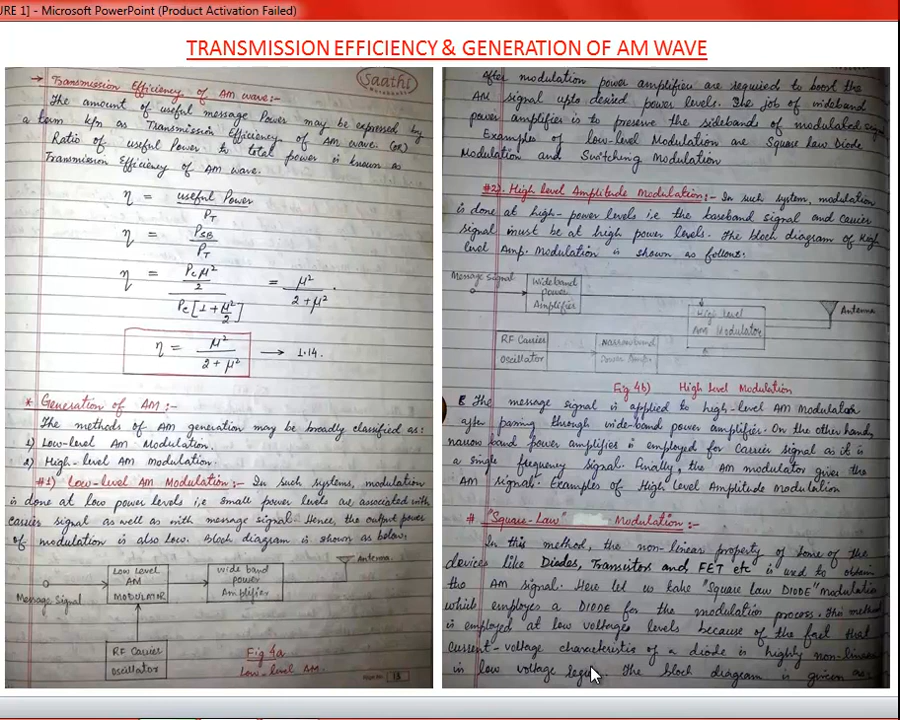 URE 1] - Microsoft PowerPoint (Product Activation Failed)
TRANSMISSION EFFICIENCY & GENERATION OF AM WAVE
Saathi
→ Transmission Efficiency of AM wave:-
The amount of useful message Power may be expressed by
a term k/n as Transmission Efficiency of AM wave. (OR)
Ratio of useful Power to total power is known as
Transmission Efficiency of AM wave.
η = useful Power / P_T
η = P_SB / P_T
η = (P_c μ²/2) / (P_c [1 + μ²/2]) = μ² / (2 + μ²).
η = μ² / (2 + μ²) → 1.14.
* Generation of AM :-
The methods of AM generation may be broadly classified as:
1) Low-level AM Modulation.
2) High-level AM modulation.
#1) Low-level AM Modulation :- In such systems, modulation
is done at low power levels i.e small power levels are associated with
carrier signal as well as with message signal. Hence, the output power
of modulation is also low. Block diagram is shown as below:
Message Signal
Low Level
AM
MODULATOR
Wide band
power
Amplifier
Antenna
RF Carrier
Oscillator
Fig 4a
Low-level AM
After modulation power amplifiers are required to boost the
AM signal upto desired power levels. The job of wideband
power amplifier is to preserve the sidebands of modulated
Examples of low-level Modulation are Square Law Diode
Modulation and Switching Modulation
#2). High level Amplitude Modulation:- In such system, modulation
is done at high-power levels i.e the baseband signal and carrier
signal must be at high power levels. The block diagram of High
level Amp. Modulation is shown as follows:
Message Signal
Wideband
power
Amplifier
High level
AM Modulator
Antenna
RF Carrier
Oscillator
Narrowband
Fig 4b) High Level Modulation
The message signal is applied to high-level AM Modulator
after passing through wide-band power amplifier. On the other hand,
narrow band power amplifier is employed for carrier signal as it is
a single frequency signal. Finally, the AM modulator gives the
AM signal. Examples of High Level Amplitude Modulation
# "Square-Law" Modulation :-
In this method, the non-linear property of some of the
devices like Diodes, Transistors and FET etc is used to obtain
the AM signal. Here let us take "Square law DIODE" modulatio
which employes a DIODE for the modulation process. This method
is employed at low voltages levels because of the fact that
current-voltage characteristics of a diode is highly non-linear
in low voltage The block diagram is given as